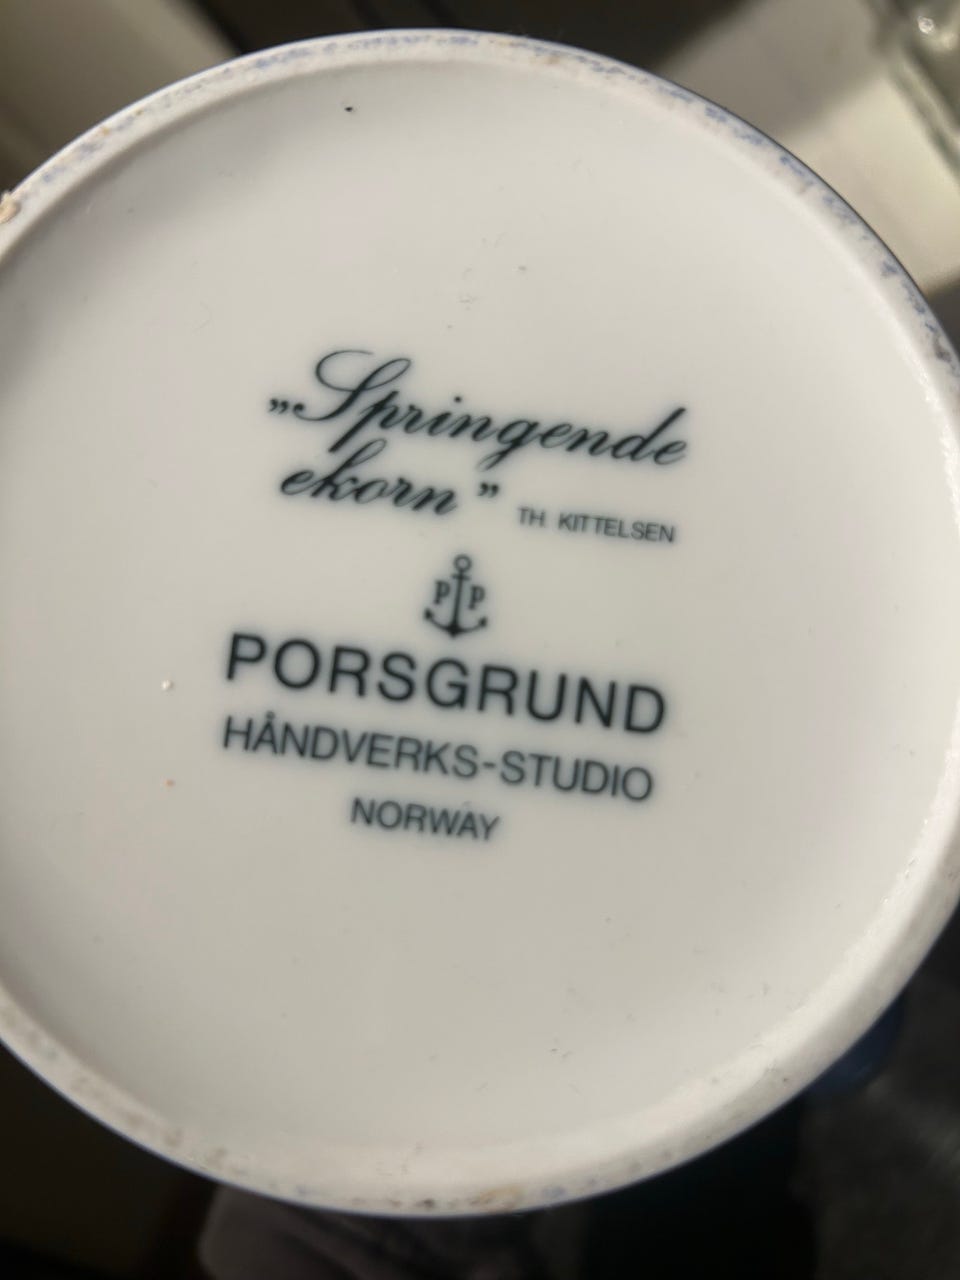 „Springende
ekorn” TH. KITTELSEN
P P
PORSGRUND
HÅNDVERKS-STUDIO
NORWAY